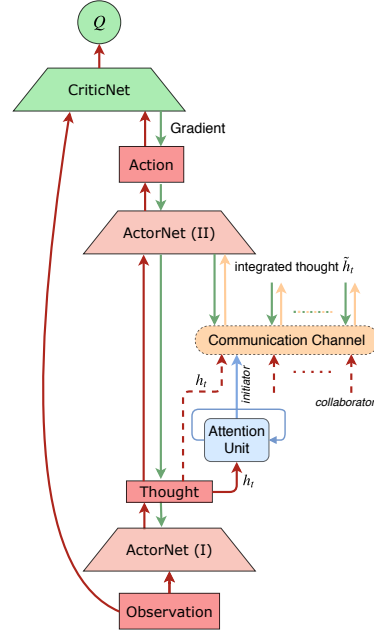 Q
CriticNet
Gradient
Action
ActorNet (II)
integrated thought h̃ₜ
Communication Channel
hₜ
initiator
collaborator
Attention
Unit
Thought
hₜ
ActorNet (I)
Observation